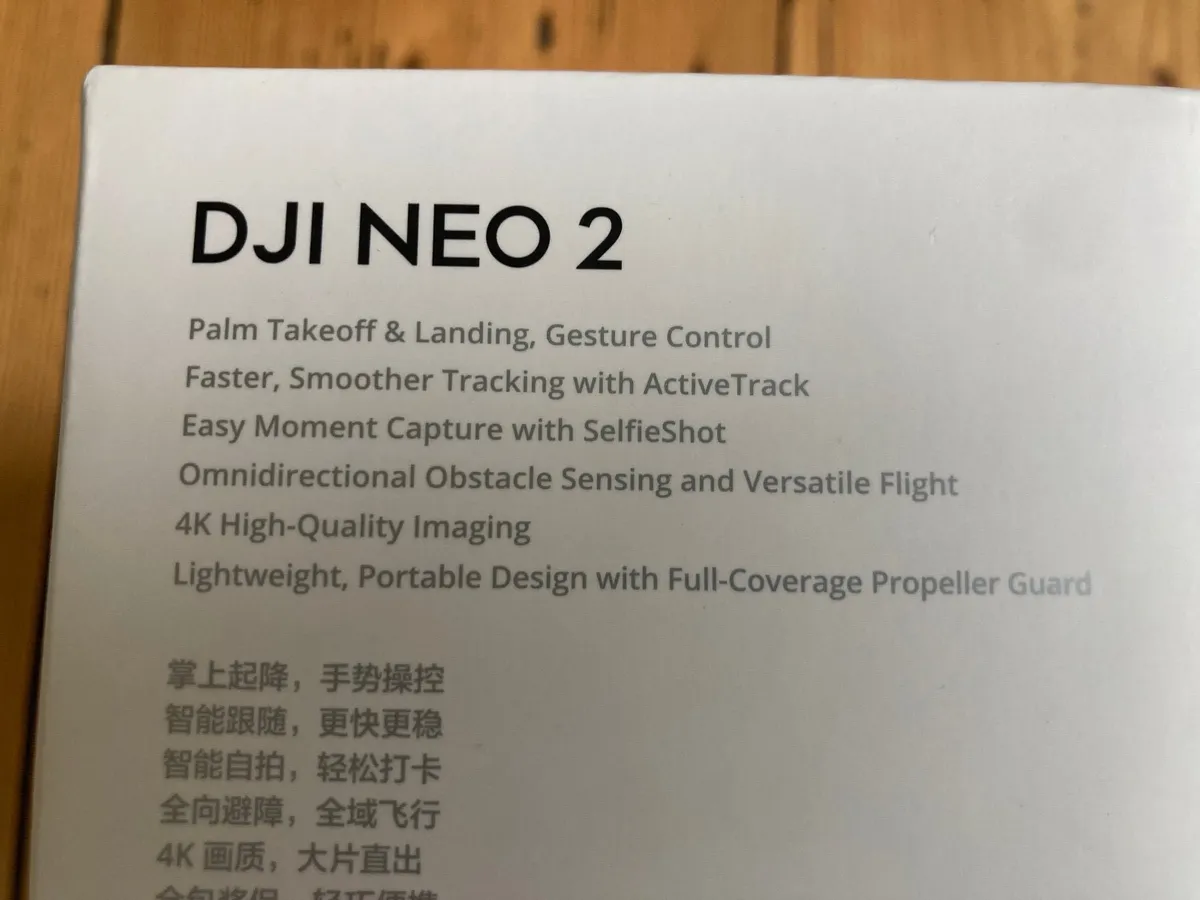 DJI NEO 2
Palm Takeoff & Landing, Gesture Control
Faster, Smoother Tracking with ActiveTrack
Easy Moment Capture with SelfieShot
Omnidirectional Obstacle Sensing and Versatile Flight
4K High-Quality Imaging
Lightweight, Portable Design with Full-Coverage Propeller Guard
掌上起降，手势操控
智能跟随，更快更稳
智能自拍，轻松打卡
全向避障，全域飞行
4K 画质，大片直出